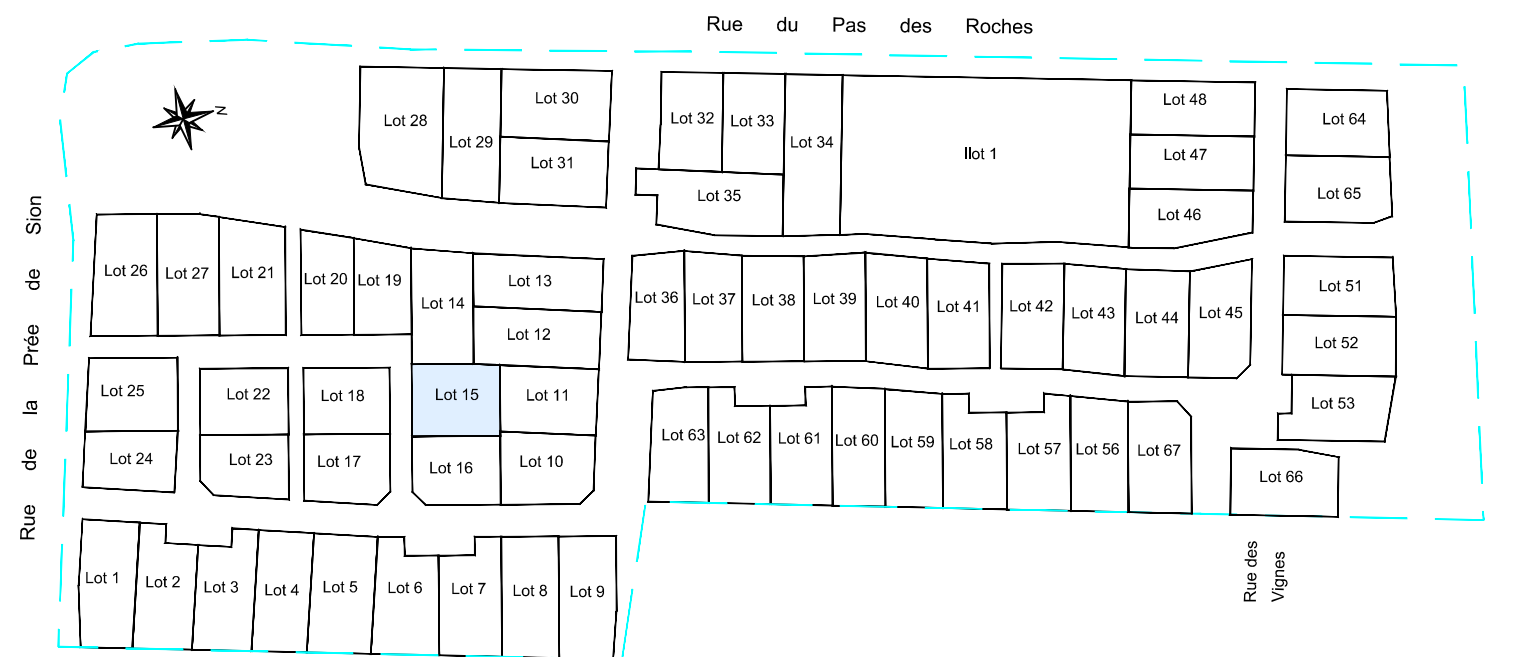 Rue du Pas des Roches
N
Lot 28
Lot 29
Lot 30
Lot 31
Lot 32
Lot 33
Lot 34
Lot 35
Ilot 1
Lot 48
Lot 47
Lot 46
Lot 64
Lot 65
Rue de la Prée de Sion
Lot 26
Lot 27
Lot 21
Lot 20
Lot 19
Lot 14
Lot 13
Lot 12
Lot 36
Lot 37
Lot 38
Lot 39
Lot 40
Lot 41
Lot 42
Lot 43
Lot 44
Lot 45
Lot 51
Lot 52
Lot 53
Lot 25
Lot 24
Lot 22
Lot 23
Lot 18
Lot 17
Lot 15
Lot 16
Lot 11
Lot 10
Lot 63
Lot 62
Lot 61
Lot 60
Lot 59
Lot 58
Lot 57
Lot 56
Lot 67
Lot 66
Lot 1
Lot 2
Lot 3
Lot 4
Lot 5
Lot 6
Lot 7
Lot 8
Lot 9
Rue des
Vignes